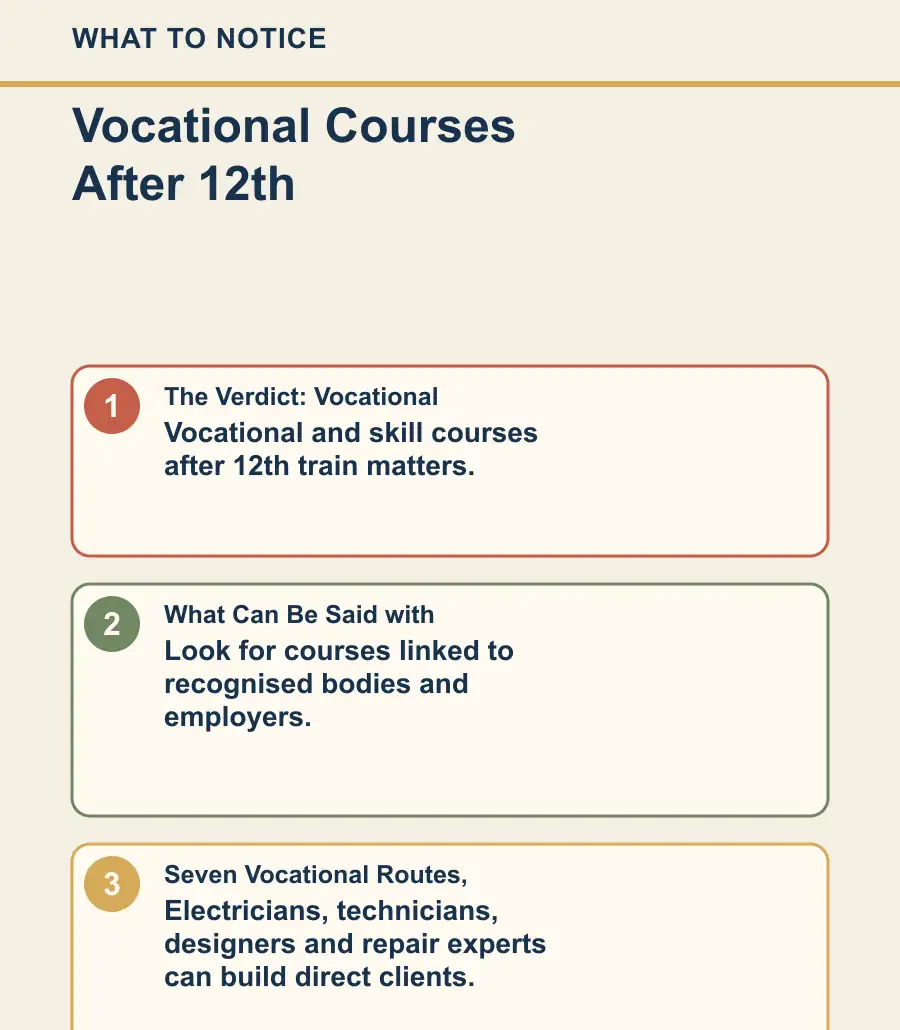 WHAT TO NOTICE
Vocational Courses
After 12th
1
The Verdict: Vocational
Vocational and skill courses
after 12th train matters.
2
What Can Be Said with
Look for courses linked to
recognised bodies and
employers.
3
Seven Vocational Routes,
Electricians, technicians,
designers and repair experts
can build direct clients.